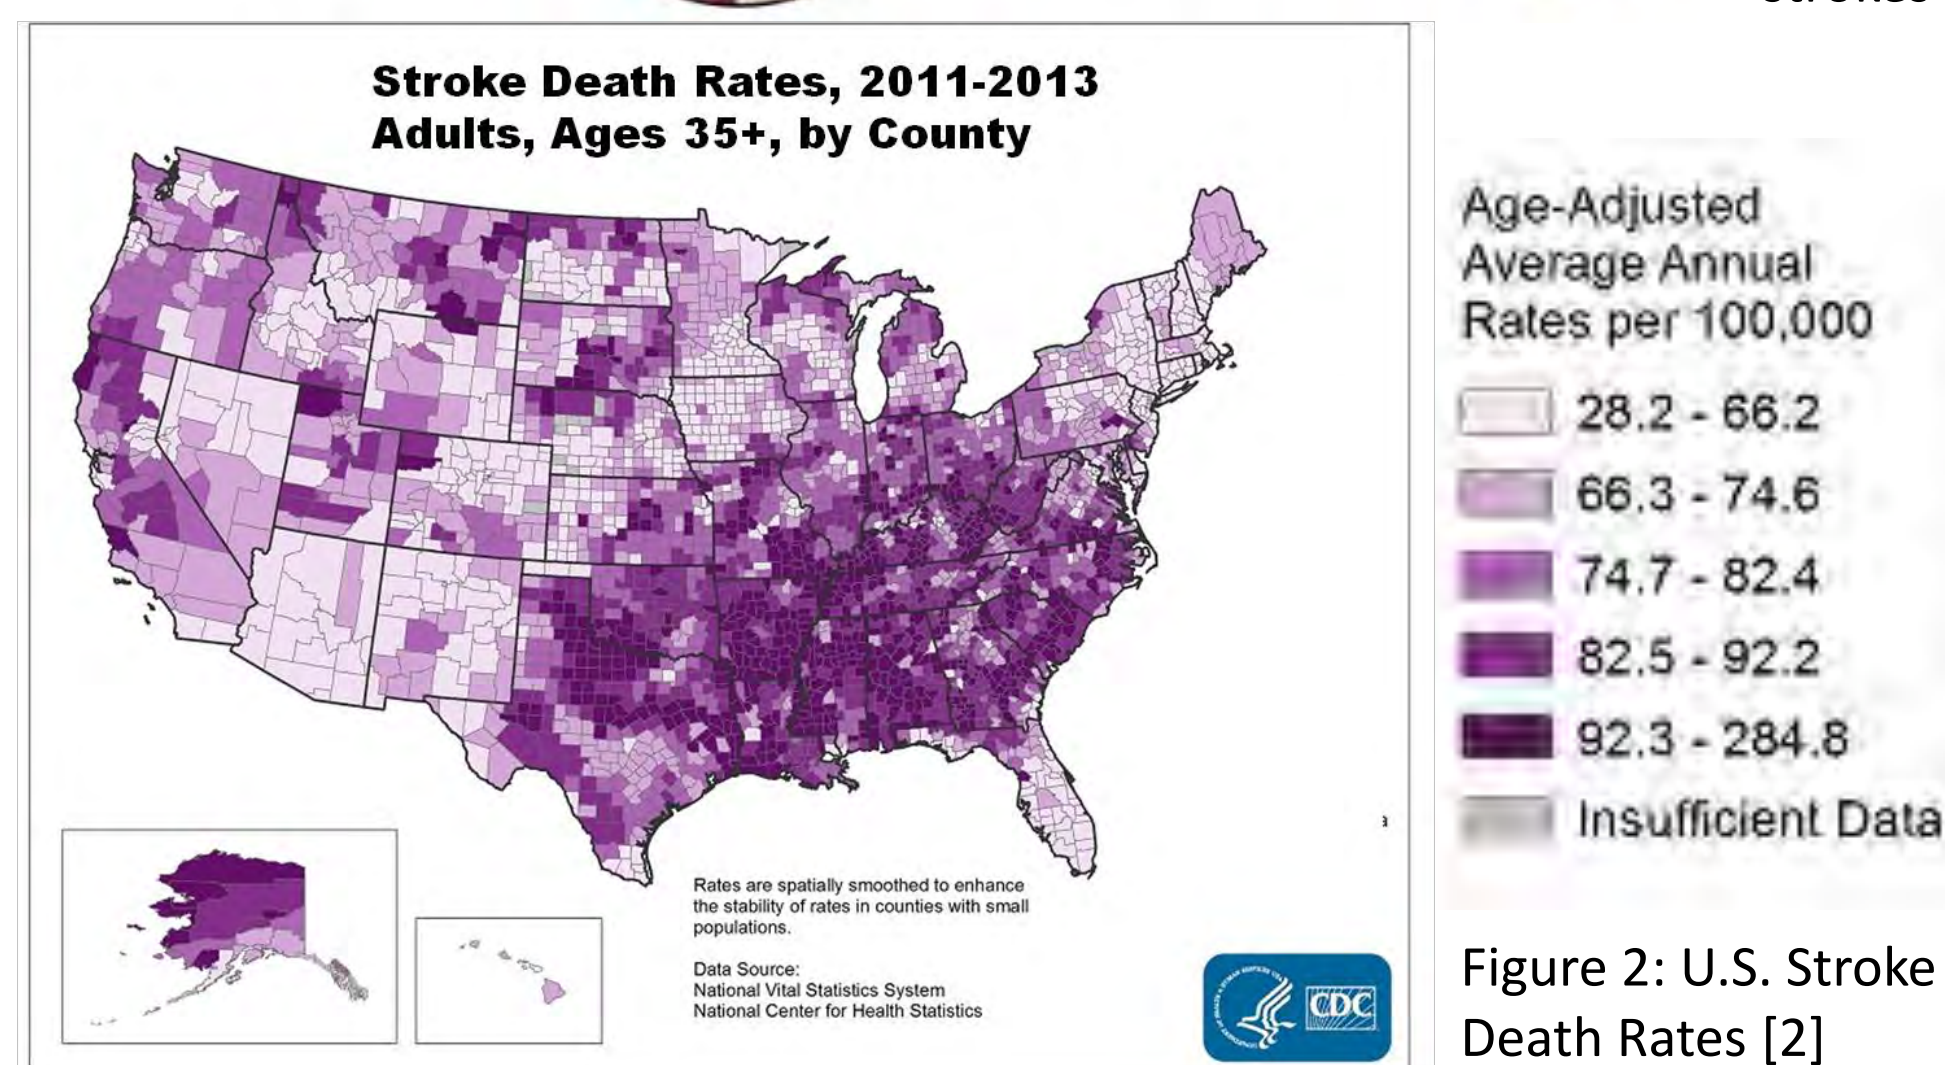 strokes
Stroke Death Rates, 2011-2013
Adults, Ages 35+, by County
Age-Adjusted
Average Annual
Rates per 100,000
28.2 - 66.2
66.3 - 74.6
74.7 - 82.4
82.5 - 92.2
92.3 - 284.8
Insufficient Data
Rates are spatially smoothed to enhance
the stability of rates in counties with small
populations.
Data Source:
National Vital Statistics System
National Center for Health Statistics
CDC
Figure 2: U.S. Stroke
Death Rates [2]